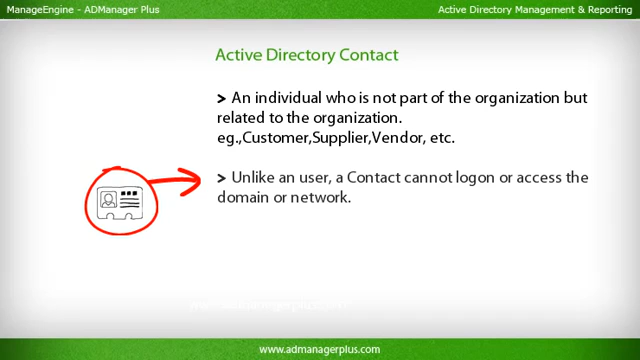 ManageEngine - ADManager Plus
Active Directory Management & Reporting
Active Directory Contact
> An individual who is not part of the organization but
related to the organization.
eg.,Customer,Supplier,Vendor, etc.
> Unlike an user, a Contact cannot logon or access the
domain or network.
www.admanagerplus.com